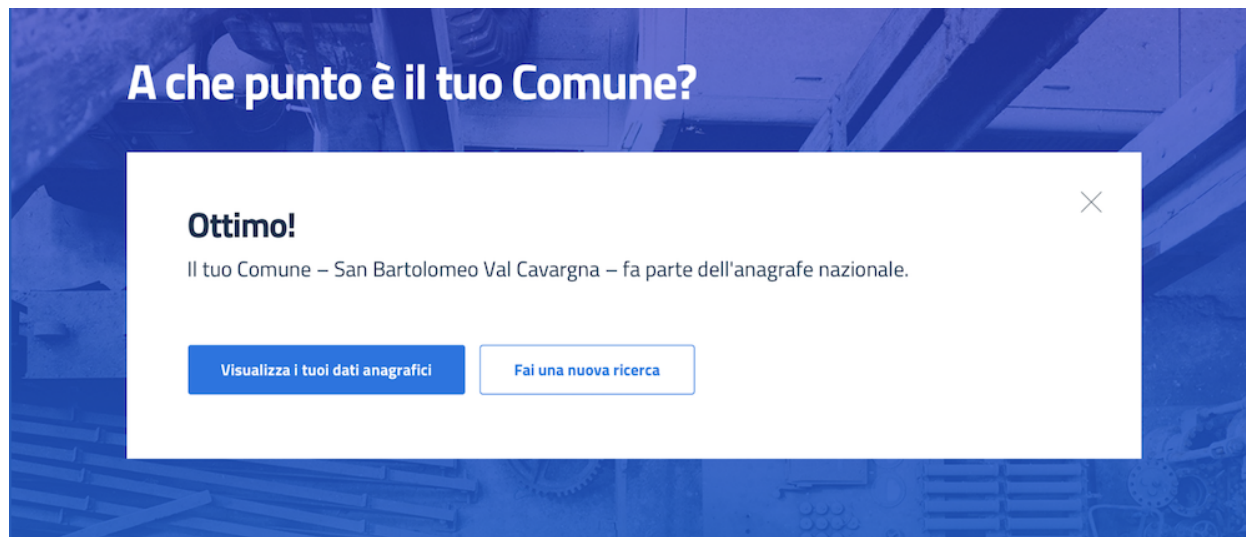 A che punto è il tuo Comune?
Ottimo!
Il tuo Comune – San Bartolomeo Val Cavargna – fa parte dell'anagrafe nazionale.
Visualizza i tuoi dati anagrafici
Fai una nuova ricerca